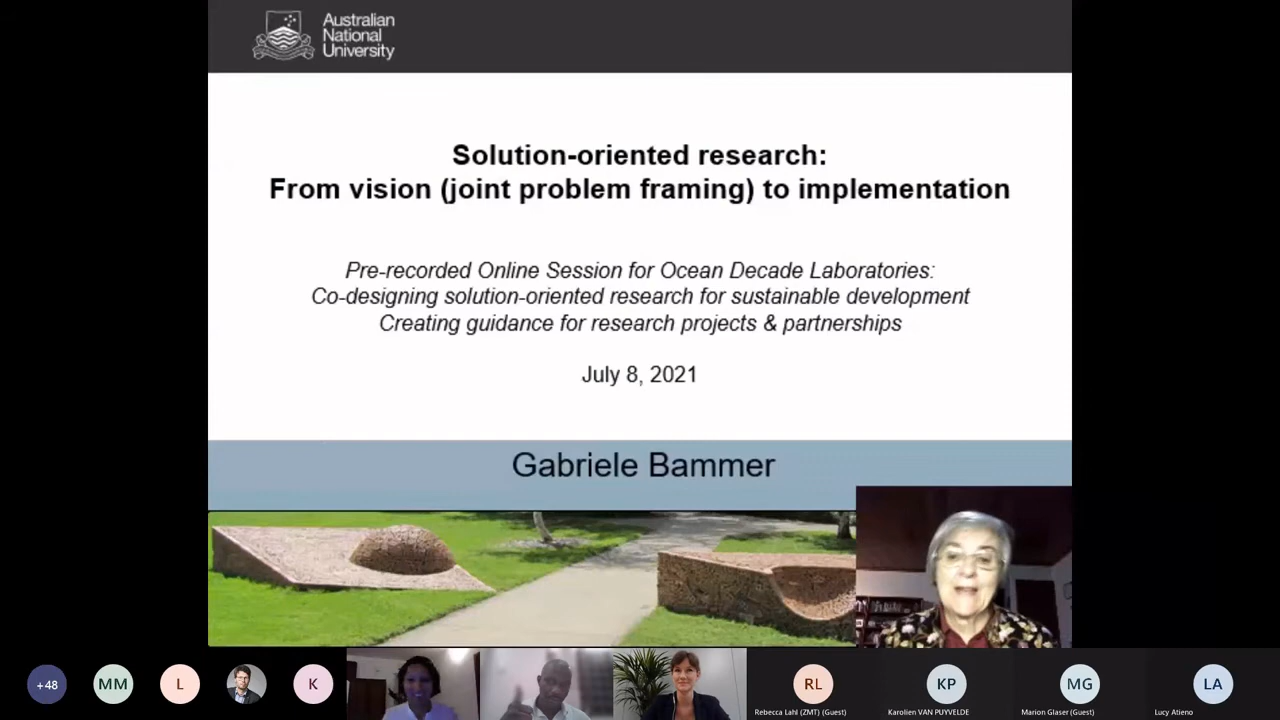 Australian
National
University
Solution-oriented research:
From vision (joint problem framing) to implementation
Pre-recorded Online Session for Ocean Decade Laboratories:
Co-designing solution-oriented research for sustainable development
Creating guidance for research projects & partnerships
July 8, 2021
Gabriele Bammer
+48
MM
L
K
RL
KP
MG
LA
Rebecca Lahl (ZMT) (Guest)
Karolien VAN PUYVELDE
Marion Glaser (Guest)
Lucy Atieno